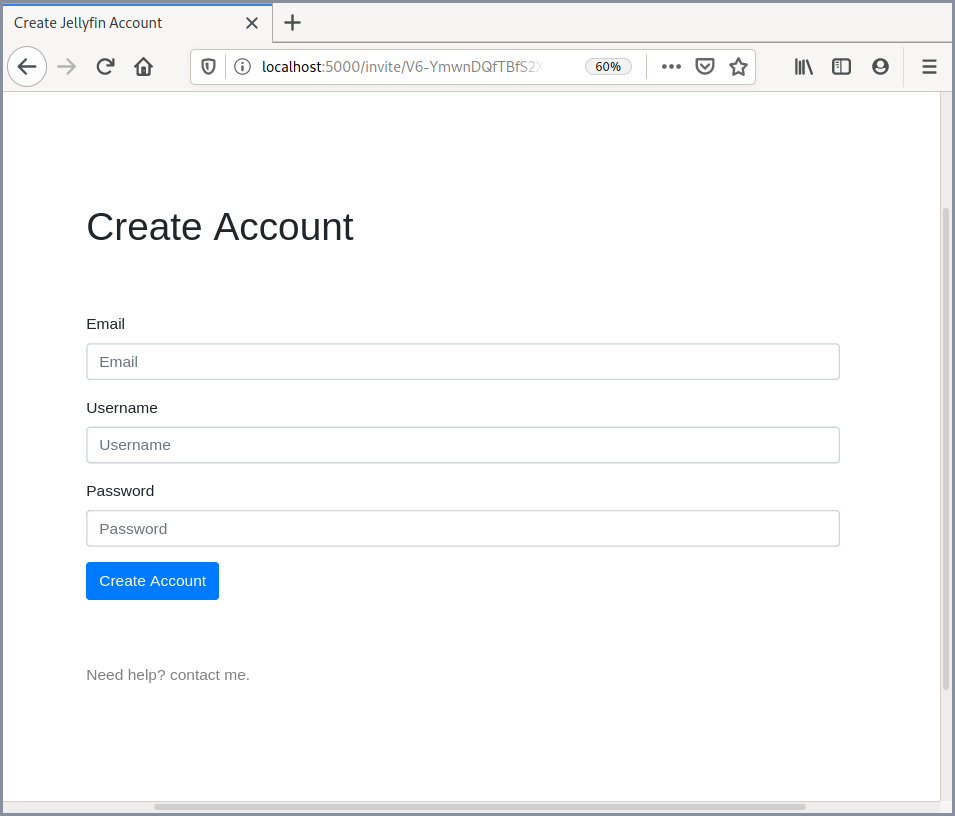 Create Jellyfin Account
localhost:5000/invite/V6-YmwnDQfTBfS2X
60%
Create Account
Email
Email
Username
Username
Password
Password
Create Account
Need help? contact me.